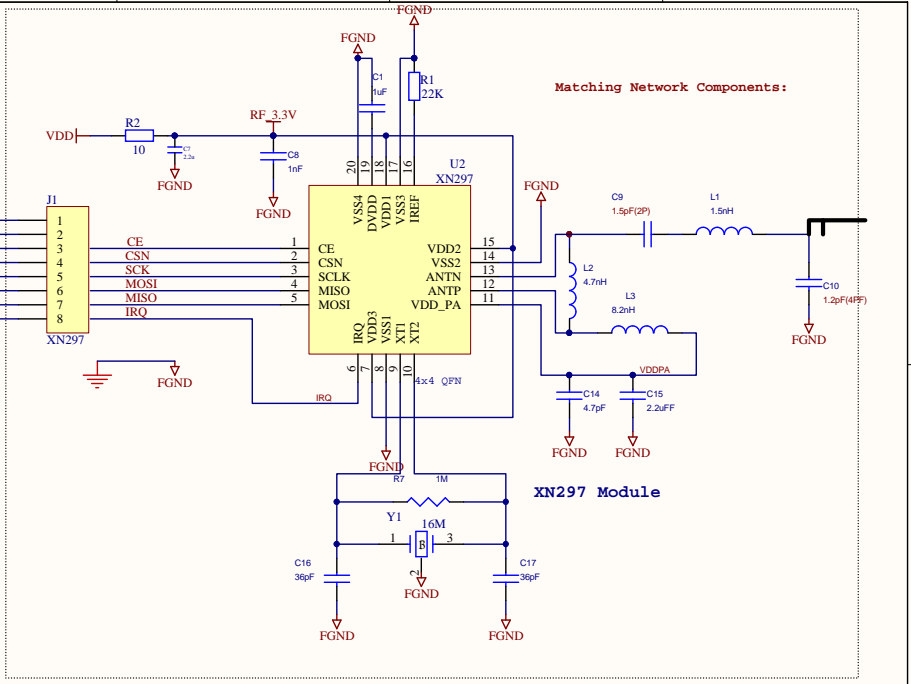 FGND
FGND
C1
1uF
R1
22K
Matching Network Components:
RF_3.3V
VDD
R2
10
C7
2.2u
C8
1nF
FGND
FGND
U2
XN297
20
19
18
17
16
VSS4
DVDD
VDD1
VSS3
IREF
J1
1
2
3
4
5
6
7
8
XN297
CE
CSN
SCK
MOSI
MISO
IRQ
1
2
3
4
5
CE
CSN
SCLK
MISO
MOSI
VDD2
VSS2
ANTN
ANTP
VDD_PA
15
14
13
12
11
IRQ
VDD3
VSS1
XT1
XT2
6
7
8
9
10
4x4 QFN
FGND
C9
1.5pF(2P)
L1
1.5nH
L2
4.7nH
L3
8.2nH
C10
1.2pF(4PF)
FGND
VDDPA
C14
4.7pF
C15
2.2uFF
FGND
FGND
FGND
IRQ
FGND
R7
1M
XN297 Module
Y1
16M
1
B
3
2
C16
36pF
C17
36pF
FGND
FGND
FGND